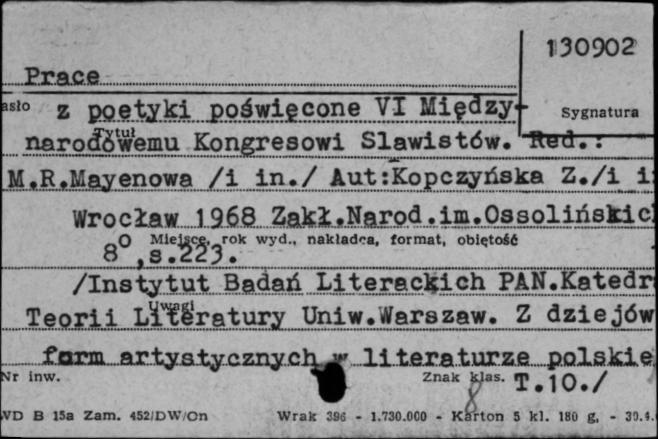 130902
Prace
asło z poetyki poświęcone VI Między- Sygnatura
Tytuł
narodowemu Kongresowi Slawistów. Red.:
M.R.Mayenowa /i in./ Aut:Kopczyńska Z./i i
Wrocław 1968 Zakł.Narod.im.Ossolińskic
Miejsce, rok wyd., nakładca, format, objętość
8⁰,s.223.
/Instytut Badań Literackich PAN.Katedr
Uwagi
Teorii Literatury Uniw.Warszaw. Z dziejów
form artystycznych w literaturze polskie
Nr inw. Znak klas. T.10./
8
WD B 15a Zam. 452/DW/On Wrak 396 - 1.730.000 - Karton 5 kl. 180 g,